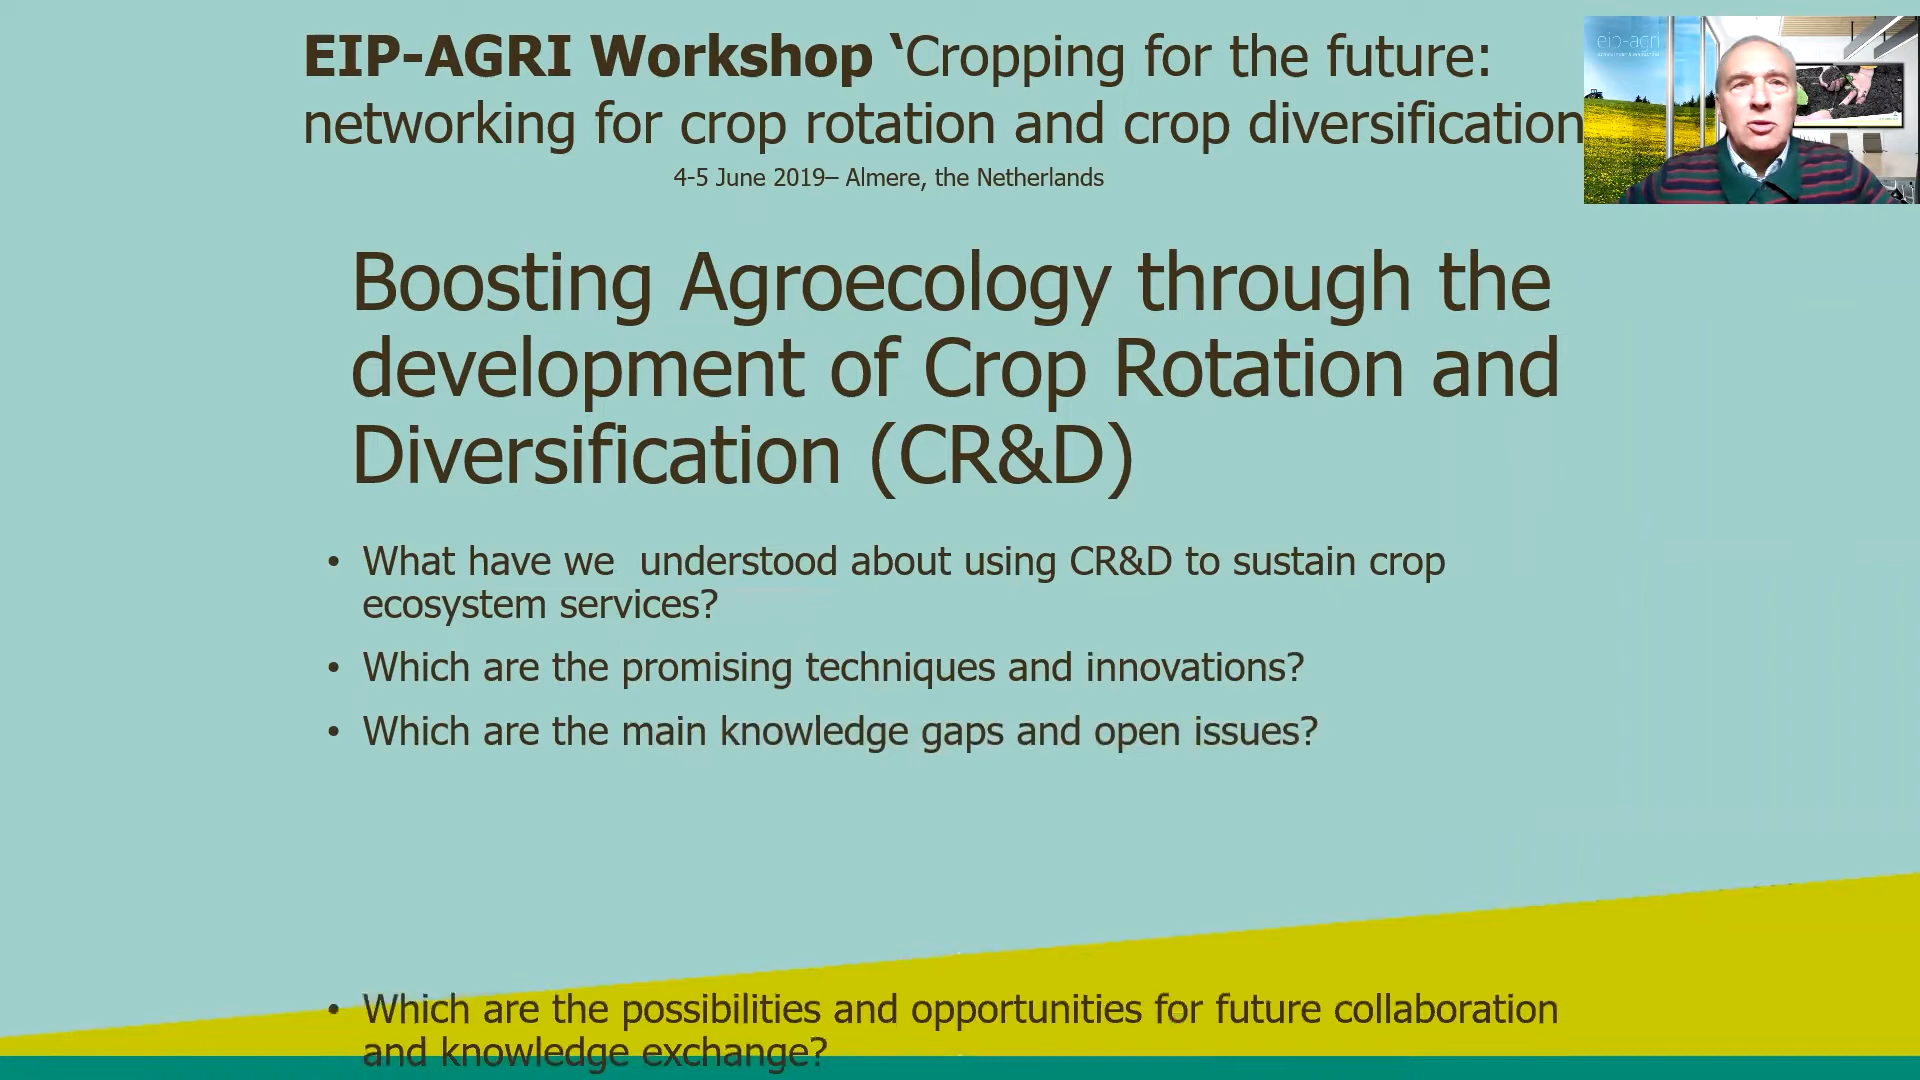 EIP-AGRI Workshop ‘Cropping for the future:
networking for crop rotation and crop diversification
4-5 June 2019– Almere, the Netherlands
eip-agri
Boosting Agroecology through the
development of Crop Rotation and
Diversification (CR&D)
• What have we  understood about using CR&D to sustain crop
ecosystem services?
• Which are the promising techniques and innovations?
• Which are the main knowledge gaps and open issues?
• Which are the possibilities and opportunities for future collaboration
and knowledge exchange?